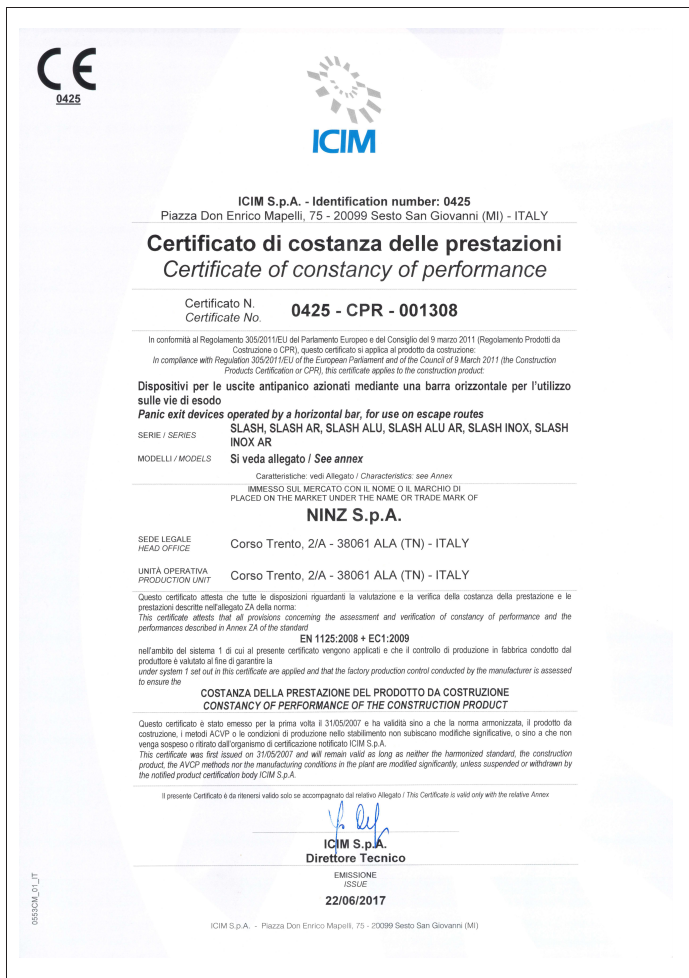 CE
0425
ICIM
ICIM S.p.A. - Identification number: 0425
Piazza Don Enrico Mapelli, 75 - 20099 Sesto San Giovanni (MI) - ITALY
Certificato di costanza delle prestazioni
Certificate of constancy of performance
Certificato N.
Certificate No.
0425 - CPR - 001308
In conformità al Regolamento 305/2011/EU del Parlamento Europeo e del Consiglio del 9 marzo 2011 (Regolamento Prodotti da
Costruzione o CPR), questo certificato si applica al prodotto da costruzione:
In compliance with Regulation 305/2011/EU of the European Parliament and of the Council of 9 March 2011 (the Construction
Products Certification or CPR), this certificate applies to the construction product:
Dispositivi per le uscite antipanico azionati mediante una barra orizzontale per l'utilizzo
sulle vie di esodo
Panic exit devices operated by a horizontal bar, for use on escape routes
SERIE / SERIES
SLASH, SLASH AR, SLASH ALU, SLASH ALU AR, SLASH INOX, SLASH
INOX AR
MODELLI / MODELS
Si veda allegato / See annex
Caratteristiche: vedi Allegato / Characteristics: see Annex
IMMESSO SUL MERCATO CON IL NOME O IL MARCHIO DI
PLACED ON THE MARKET UNDER THE NAME OR TRADE MARK OF
NINZ S.p.A.
SEDE LEGALE
HEAD OFFICE
Corso Trento, 2/A - 38061 ALA (TN) - ITALY
UNITÀ OPERATIVA
PRODUCTION UNIT
Corso Trento, 2/A - 38061 ALA (TN) - ITALY
Questo certificato attesta che tutte le disposizioni riguardanti la valutazione e la verifica della costanza della prestazione e le
prestazioni descritte nell'allegato ZA della norma:
This certificate attests that all provisions concerning the assessment and verification of constancy of performance and the
performances described in Annex ZA of the standard
EN 1125:2008 + EC1:2009
nell'ambito del sistema 1 di cui al presente certificato vengono applicati e che il controllo di produzione in fabbrica condotto dal
produttore è valutato al fine di garantire la
under system 1 set out in this certificate are applied and that the factory production control conducted by the manufacturer is assessed
to ensure the
COSTANZA DELLA PRESTAZIONE DEL PRODOTTO DA COSTRUZIONE
CONSTANCY OF PERFORMANCE OF THE CONSTRUCTION PRODUCT
Questo certificato è stato emesso per la prima volta il 31/05/2007 e ha validità sino a che la norma armonizzata, il prodotto da
costruzione, i metodi ACVP o le condizioni di produzione nello stabilimento non subiscano modifiche significative, o sino a che non
venga sospeso o ritirato dall'organismo di certificazione notificato ICIM S.p.A.
This certificate was first issued on 31/05/2007 and will remain valid as long as neither the harmonized standard, the construction
product, the AVCP methods nor the manufacturing conditions in the plant are modified significantly, unless suspended or withdrawn by
the notified product certification body ICIM S.p.A.
Il presente Certificato è da ritenersi valido solo se accompagnato dal relativo Allegato / This Certificate is valid only with the relative Annex
ICIM S.p.A.
Direttore Tecnico
EMISSIONE
ISSUE
22/06/2017
ICIM S.p.A. - Piazza Don Enrico Mapelli, 75 - 20099 Sesto San Giovanni (MI)
0553CM_01_IT